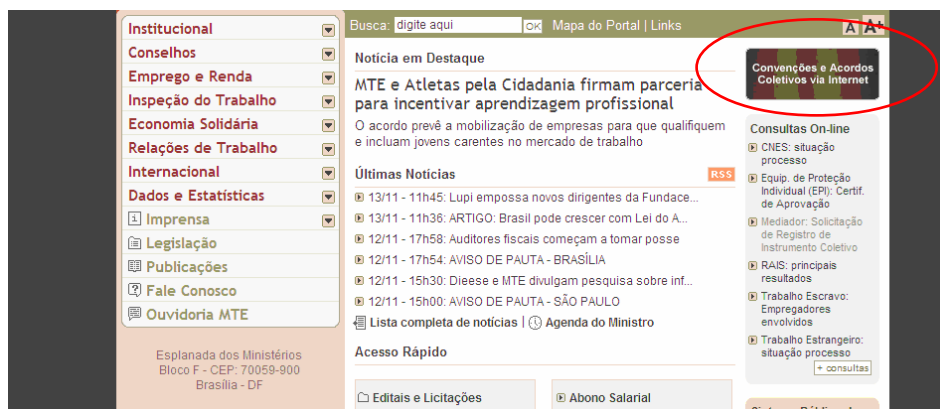 Institucional
Conselhos
Emprego e Renda
Inspeção do Trabalho
Economia Solidária
Relações de Trabalho
Internacional
Dados e Estatísticas
Imprensa
Legislação
Publicações
Fale Conosco
Ouvidoria MTE
Esplanada dos Ministérios
Bloco F - CEP: 70059-900
Brasília - DF
Busca: digite aqui OK Mapa do Portal | Links
A A+
Notícia em Destaque
MTE e Atletas pela Cidadania firmam parceria
para incentivar aprendizagem profissional
O acordo prevê a mobilização de empresas para que qualifiquem
e incluam jovens carentes no mercado de trabalho
Últimas Notícias RSS
13/11 - 11h45: Lupi empossa novos dirigentes da Fundace...
13/11 - 11h36: ARTIGO: Brasil pode crescer com Lei do A...
12/11 - 17h58: Auditores fiscais começam a tomar posse
12/11 - 17h54: AVISO DE PAUTA - BRASÍLIA
12/11 - 15h30: Dieese e MTE divulgam pesquisa sobre inf...
12/11 - 15h00: AVISO DE PAUTA - SÃO PAULO
Lista completa de notícias | Agenda do Ministro
Acesso Rápido
Editais e Licitações
Abono Salarial
Convenções e Acordos
Coletivos via Internet
Consultas On-line
CNES: situação
processo
Equip. de Proteção
Individual (EPI): Certif.
de Aprovação
Mediador: Solicitação
de Registro de
Instrumento Coletivo
RAIS: principais
resultados
Trabalho Escravo:
Empregadores
envolvidos
Trabalho Estrangeiro:
situação processo
+ consultas